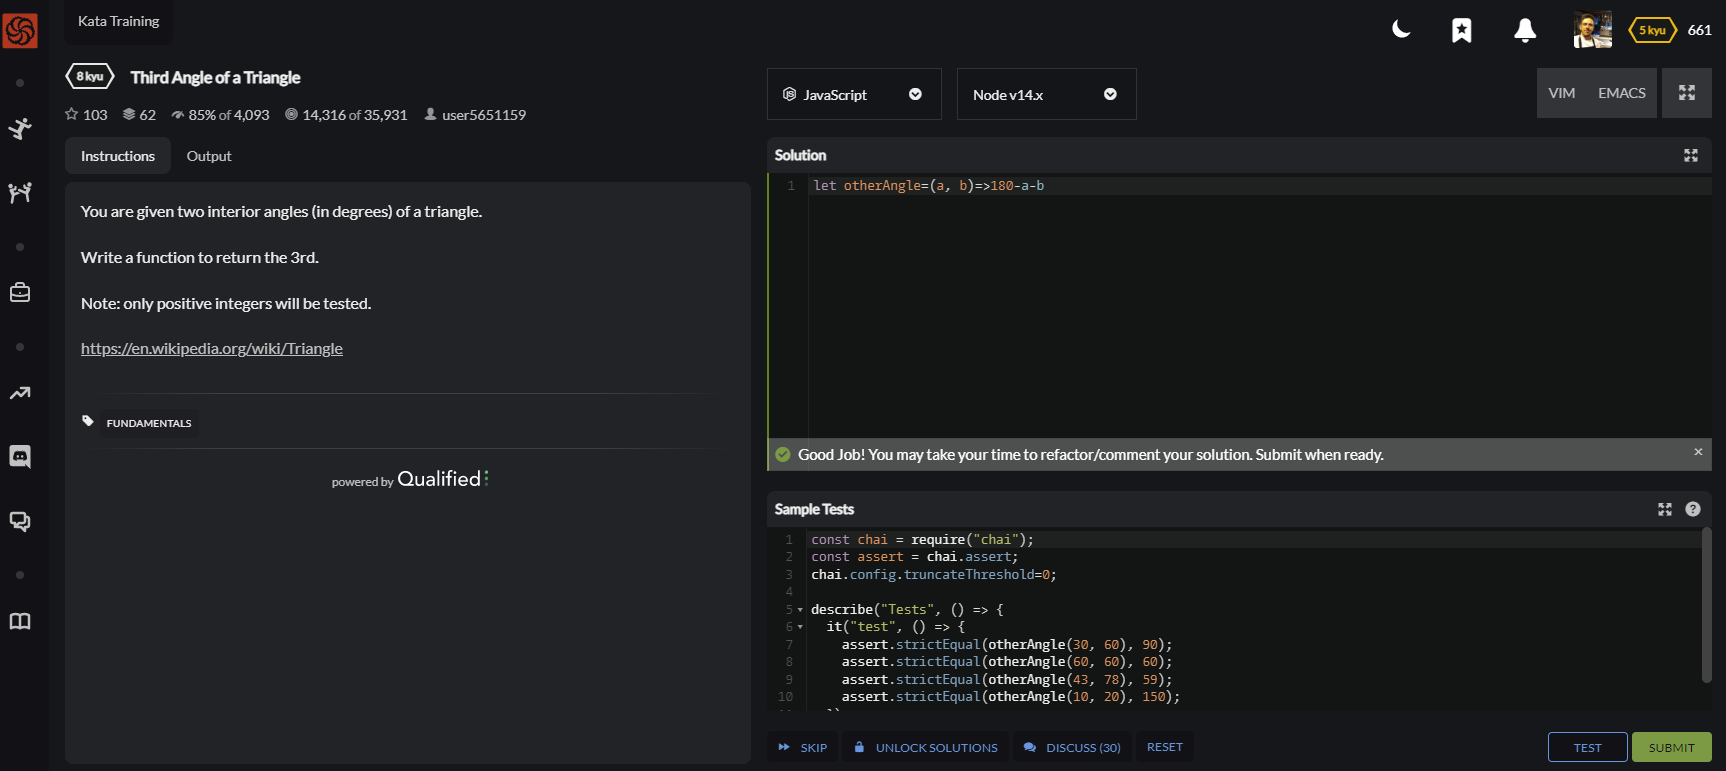 Kata Training
5 kyu 661
8 kyu Third Angle of a Triangle
103 62 85% of 4,093 14,316 of 35,931 user5651159
Instructions Output
You are given two interior angles (in degrees) of a triangle.
Write a function to return the 3rd.
Note: only positive integers will be tested.
https://en.wikipedia.org/wiki/Triangle
FUNDAMENTALS
powered by Qualified
JavaScript Node v14.x VIM EMACS
Solution
1 let otherAngle=(a, b)=>180-a-b
Good Job! You may take your time to refactor/comment your solution. Submit when ready. ×
Sample Tests ?
1 const chai = require("chai");
2 const assert = chai.assert;
3 chai.config.truncateThreshold=0;
4
5 describe("Tests", () => {
6 it("test", () => {
7 assert.strictEqual(otherAngle(30, 60), 90);
8 assert.strictEqual(otherAngle(60, 60), 60);
9 assert.strictEqual(otherAngle(43, 78), 59);
10 assert.strictEqual(otherAngle(10, 20), 150);
SKIP UNLOCK SOLUTIONS DISCUSS (30) RESET TEST SUBMIT